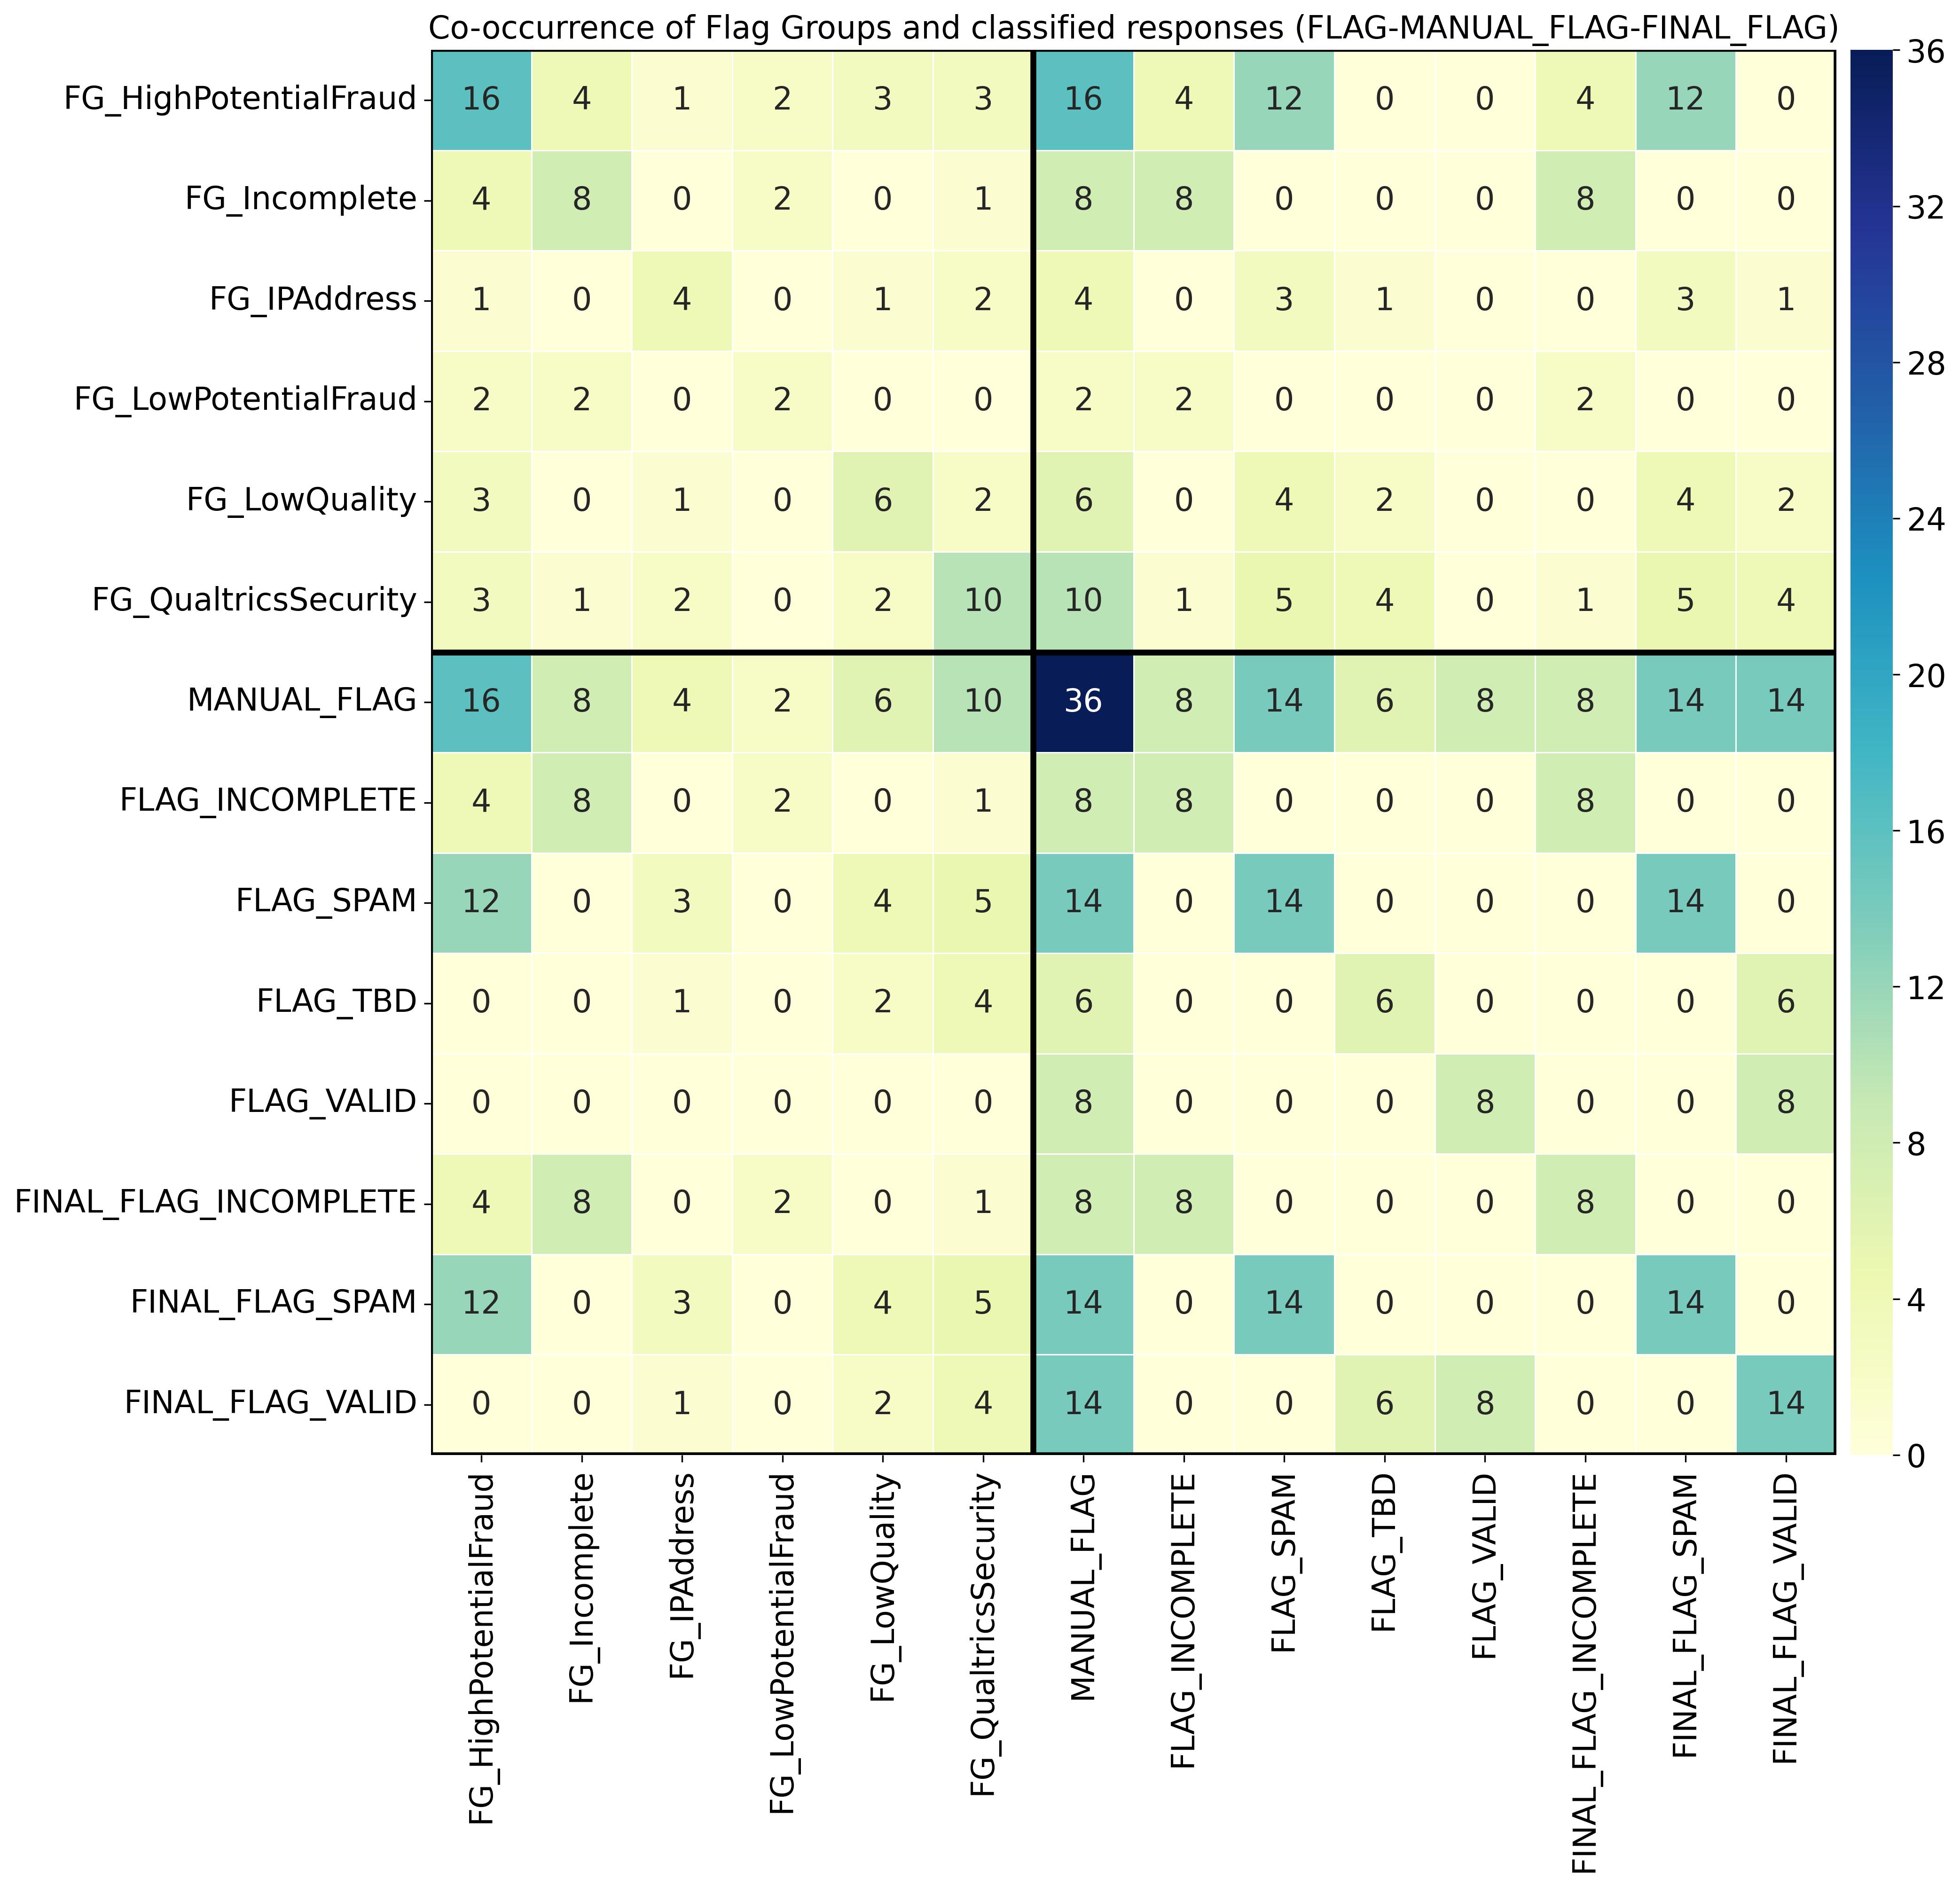 Co-occurrence of Flag Groups and classified responses (FLAG-MANUAL_FLAG-FINAL_FLAG)
FG_HighPotentialFraud 16 4 1 2 3 3 16 4 12 0 0 4 12 0
FG_Incomplete 4 8 0 2 0 1 8 8 0 0 0 8 0 0
FG_IPAddress 1 0 4 0 1 2 4 0 3 1 0 0 3 1
FG_LowPotentialFraud 2 2 0 2 0 0 2 2 0 0 0 2 0 0
FG_LowQuality 3 0 1 0 6 2 6 0 4 2 0 0 4 2
FG_QualtricsSecurity 3 1 2 0 2 10 10 1 5 4 0 1 5 4
MANUAL_FLAG 16 8 4 2 6 10 36 8 14 6 8 8 14 14
FLAG_INCOMPLETE 4 8 0 2 0 1 8 8 0 0 0 8 0 0
FLAG_SPAM 12 0 3 0 4 5 14 0 14 0 0 0 14 0
FLAG_TBD 0 0 1 0 2 4 6 0 0 6 0 0 0 6
FLAG_VALID 0 0 0 0 0 0 8 0 0 0 8 0 0 8
FINAL_FLAG_INCOMPLETE 4 8 0 2 0 1 8 8 0 0 0 8 0 0
FINAL_FLAG_SPAM 12 0 3 0 4 5 14 0 14 0 0 0 14 0
FINAL_FLAG_VALID 0 0 1 0 2 4 14 0 0 6 8 0 0 14
FG_HighPotentialFraud
FG_Incomplete
FG_IPAddress
FG_LowPotentialFraud
FG_LowQuality
FG_QualtricsSecurity
MANUAL_FLAG
FLAG_INCOMPLETE
FLAG_SPAM
FLAG_TBD
FLAG_VALID
FINAL_FLAG_INCOMPLETE
FINAL_FLAG_SPAM
FINAL_FLAG_VALID
36
32
28
24
20
16
12
8
4
0